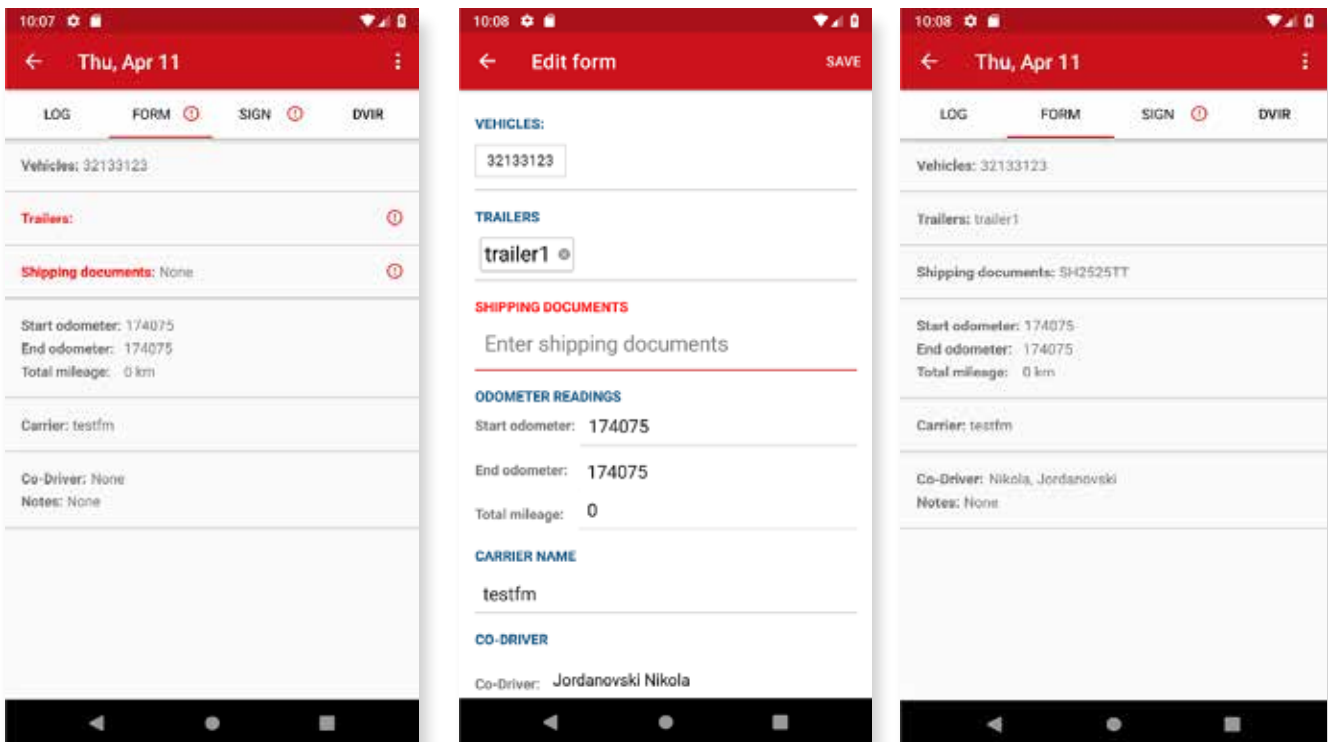 10:07
Thu, Apr 11
LOG FORM SIGN DVIR
Vehicles: 32133123
Trailers:
Shipping documents: None
Start odometer: 174075
End odometer: 174075
Total mileage: 0 km
Carrier: testfm
Co-Driver: None
Notes: None
10:08
Edit form SAVE
VEHICLES:
32133123
TRAILERS
trailer1
SHIPPING DOCUMENTS
Enter shipping documents
ODOMETER READINGS
Start odometer: 174075
End odometer: 174075
Total mileage: 0
CARRIER NAME
testfm
CO-DRIVER
Co-Driver: Jordanovski Nikola
10:08
Thu, Apr 11
LOG FORM SIGN DVIR
Vehicles: 32133123
Trailers: trailer1
Shipping documents: SH2525TT
Start odometer: 174075
End odometer: 174075
Total mileage: 0 km
Carrier: testfm
Co-Driver: Nikola, Jordanovski
Notes: None